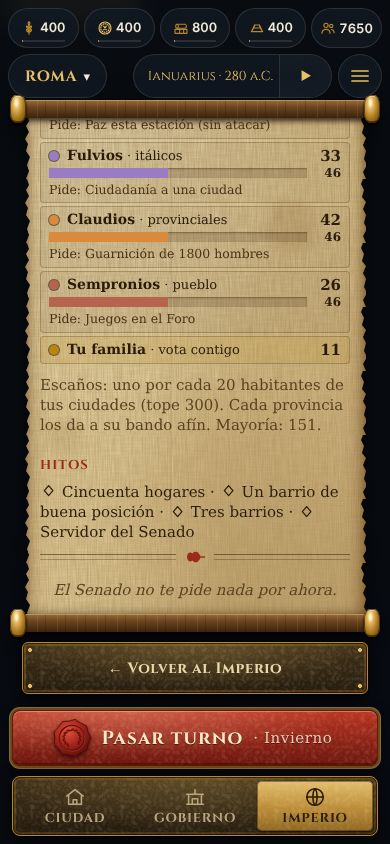 400 400 800 400 7650
ROMA ▾ Ianuarius · 280 a.C.
Pide: Paz esta estación (sin atacar)
Fulvios · itálicos 33
46
Pide: Ciudadanía a una ciudad
Claudios · provinciales 42
46
Pide: Guarnición de 1800 hombres
Sempronios · pueblo 26
46
Pide: Juegos en el Foro
Tu familia · vota contigo 11
Escaños: uno por cada 20 habitantes de
tus ciudades (tope 300). Cada provincia
los da a su bando afín. Mayoría: 151.
HITOS
◇ Cincuenta hogares · ◇ Un barrio de
buena posición · ◇ Tres barrios · ◇
Servidor del Senado
El Senado no te pide nada por ahora.
← Volver al Imperio
Pasar turno · Invierno
CIUDAD GOBIERNO IMPERIO